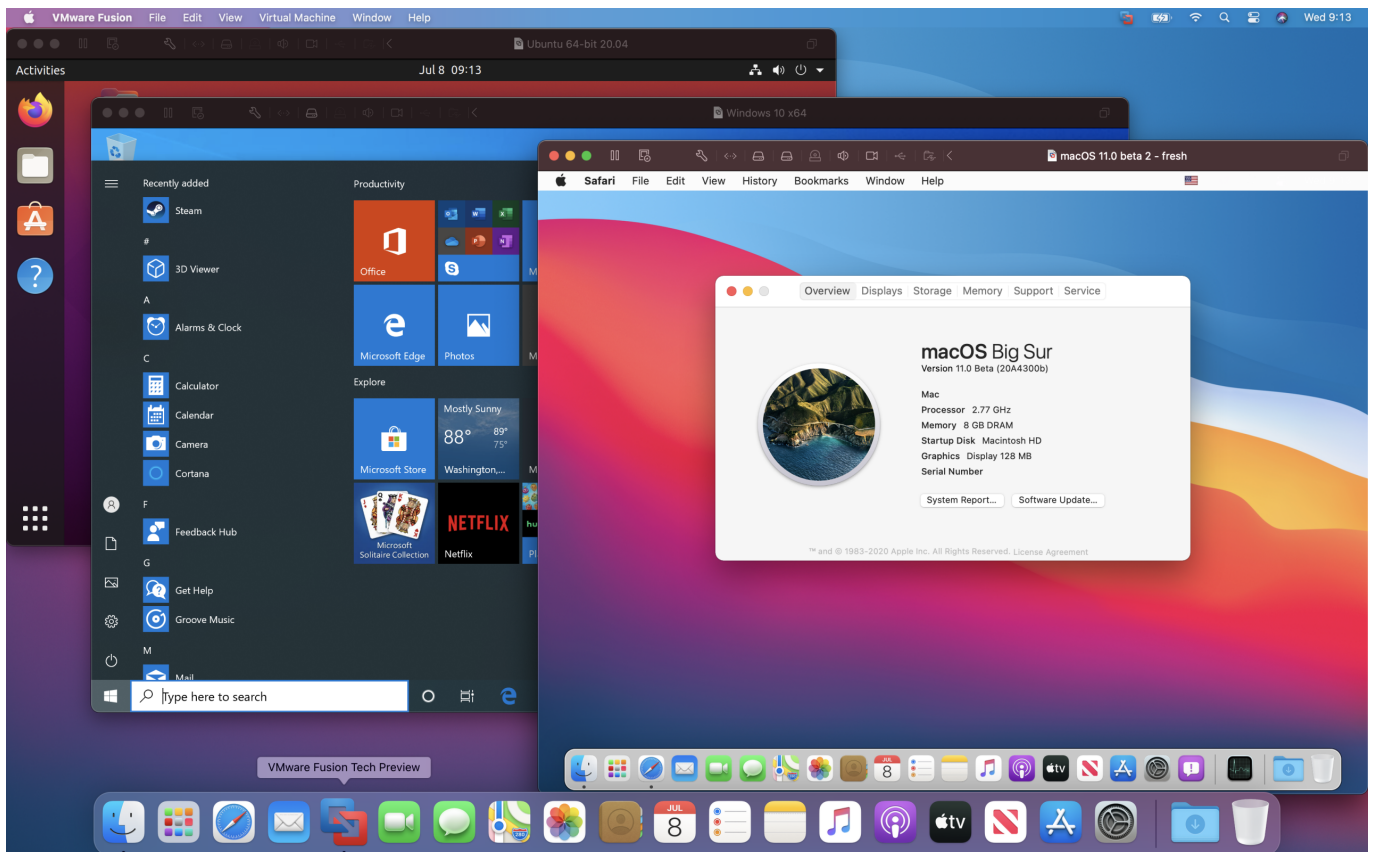 VMware Fusion File Edit View Virtual Machine Window Help Wed 9:13
Ubuntu 64-bit 20.04
Activities Jul 8 09:13
Windows 10 x64
macOS 11.0 beta 2 - fresh
Safari File Edit View History Bookmarks Window Help
Recently added
Steam
#
3D Viewer
A
Alarms & Clock
C
Calculator
Calendar
Camera
Cortana
F
Feedback Hub
G
Get Help
Groove Music
M
Mail
Productivity
Office
M
Microsoft Edge Photos M
Explore
Mostly Sunny
88° 89°
75°
Microsoft Store Washington,... M
Microsoft
Solitaire Collection
NETFLIX
Netflix
hu
Pl
Type here to search
Overview Displays Storage Memory Support Service
macOS Big Sur
Version 11.0 Beta (20A4300b)
Mac
Processor 2.77 GHz
Memory 8 GB DRAM
Startup Disk Macintosh HD
Graphics Display 128 MB
Serial Number
System Report... Software Update...
™ and © 1983-2020 Apple Inc. All Rights Reserved. License Agreement
JUL
8
tv
VMware Fusion Tech Preview
280
JUL
8
tv